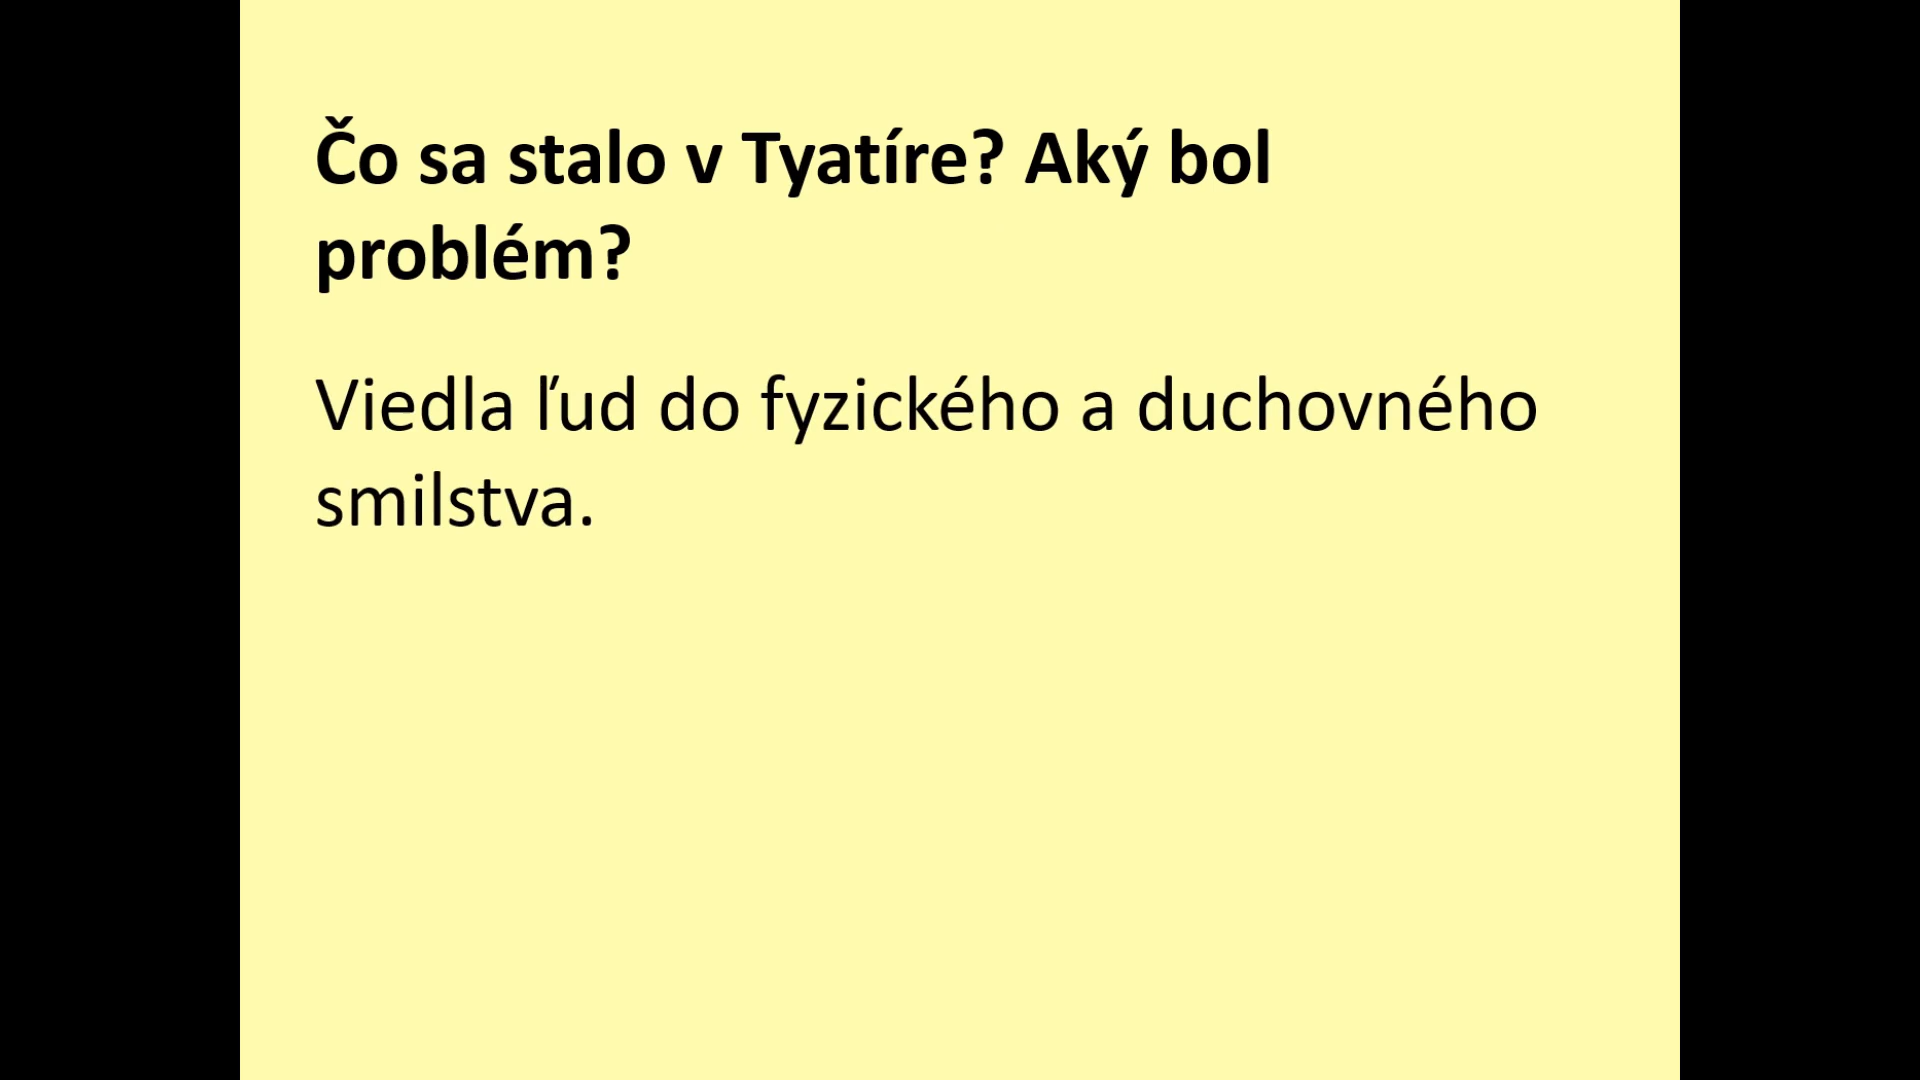 Čo sa stalo v Tyatíre? Aký bol
problém?
Viedla ľud do fyzického a duchovného
smilstva.